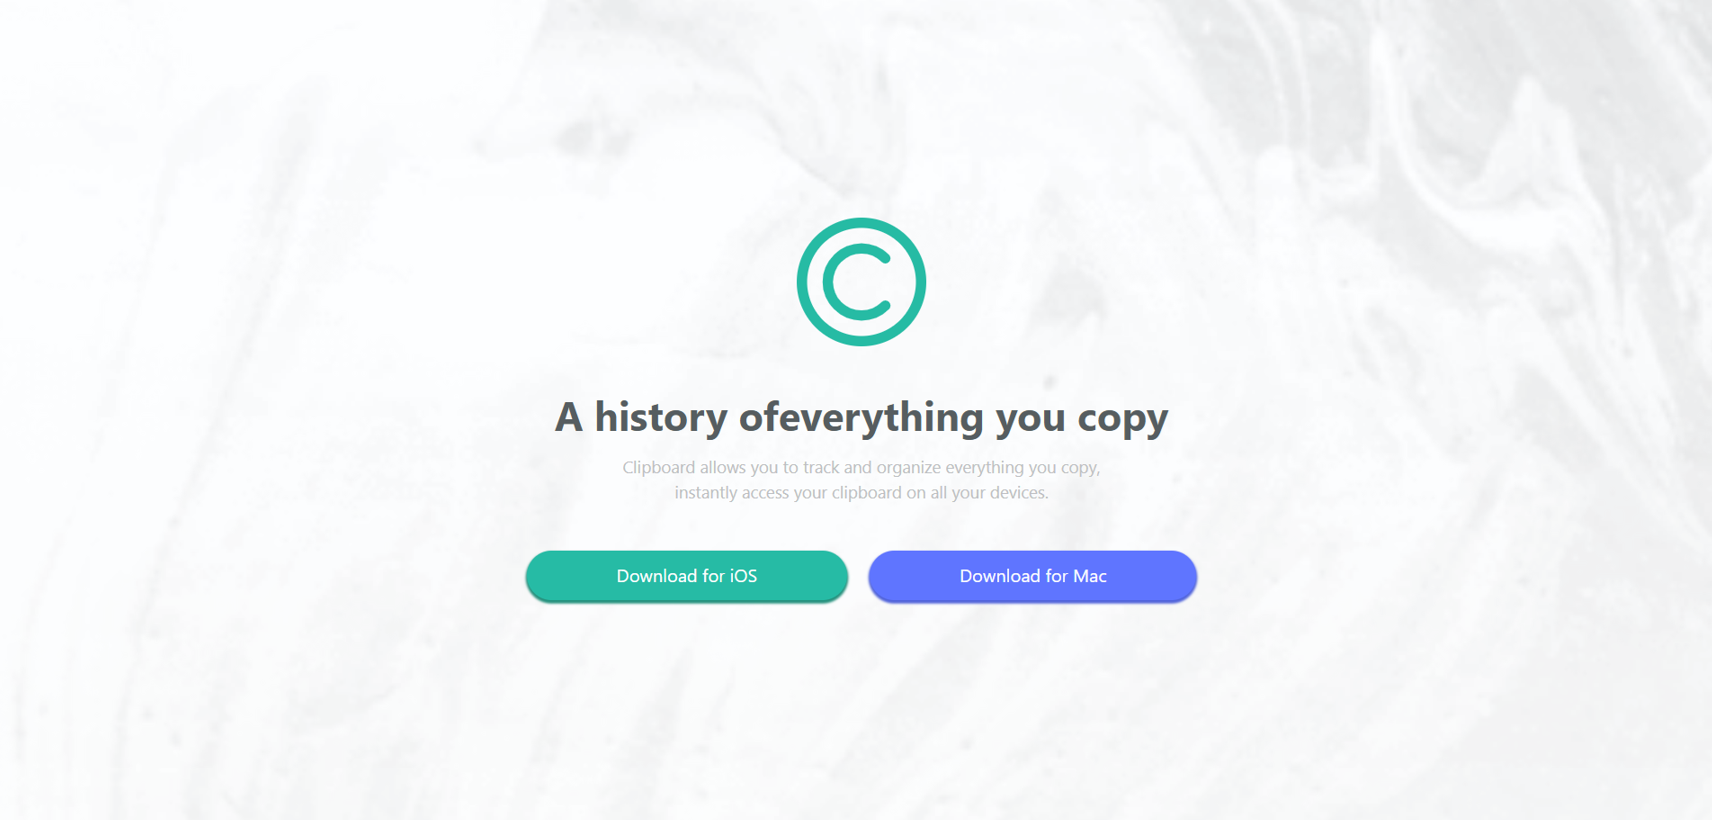 A history ofeverything you copy
Clipboard allows you to track and organize everything you copy,
instantly access your clipboard on all your devices.
Download for iOS
Download for Mac